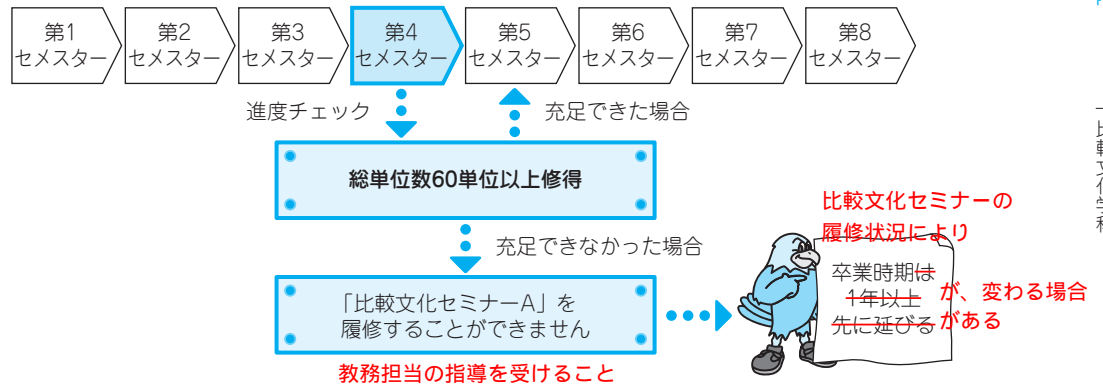 第1
セメスター
第2
セメスター
第3
セメスター
第4
セメスター
第5
セメスター
第6
セメスター
第7
セメスター
第8
セメスター
進度チェック
充足できた場合
総単位数60単位以上修得
充足できなかった場合
「比較文化セミナーA」を
履修することができません
教務担当の指導を受けること
比較文化セミナーの
履修状況により
卒業時期は
1年以上
先に延びる
が、変わる場合
がある
比較文化学科